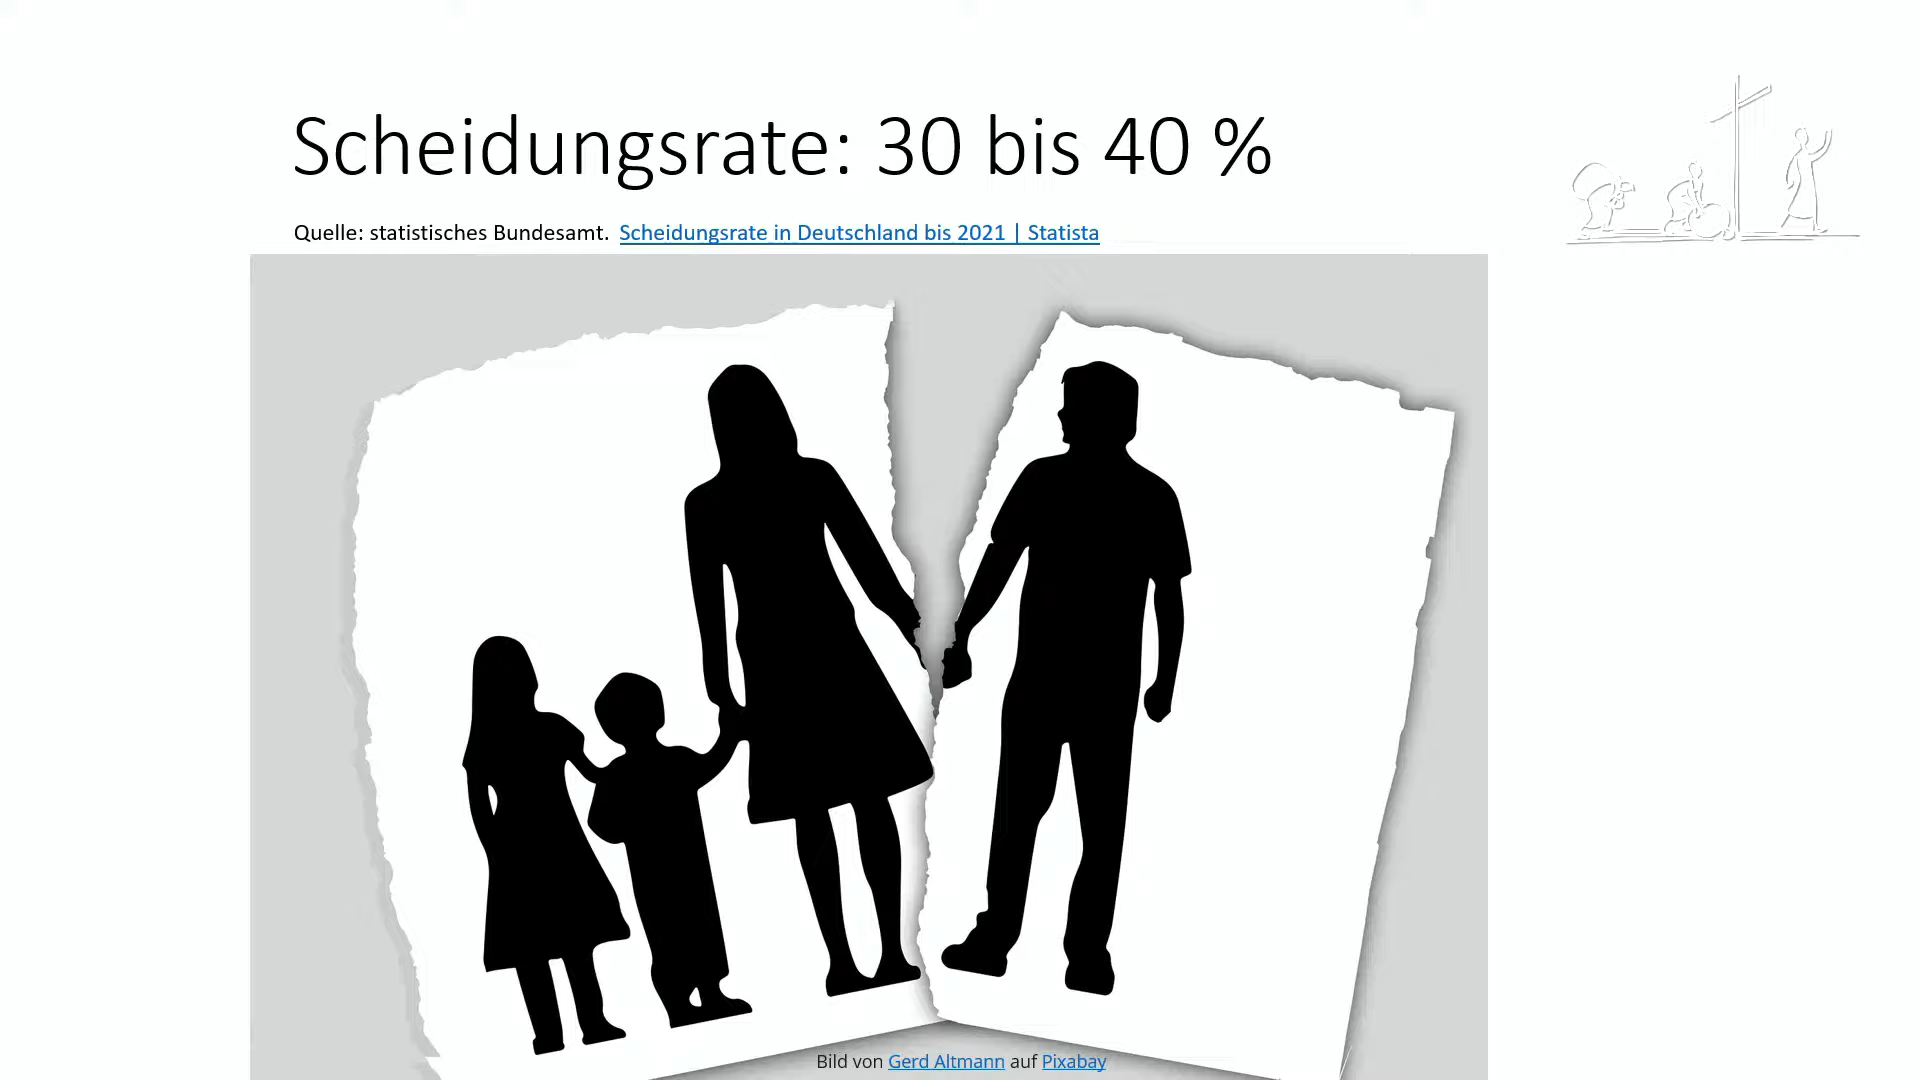 Scheidungsrate: 30 bis 40 %
Quelle: statistisches Bundesamt. Scheidungsrate in Deutschland bis 2021 | Statista
Bild von Gerd Altmann auf Pixabay